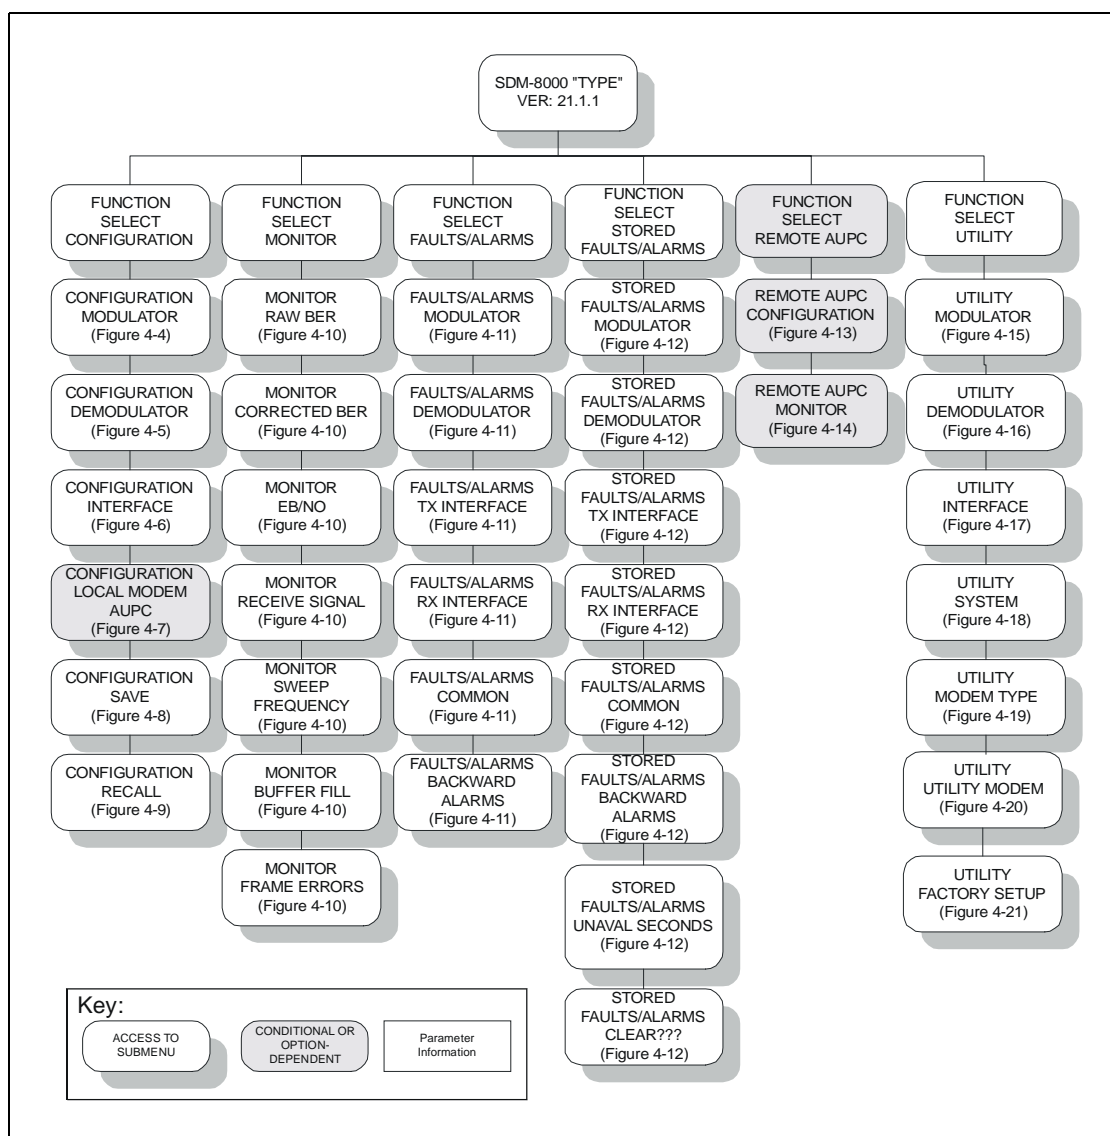 SDM-8000 "TYPE"
VER: 21.1.1
FUNCTION
SELECT
CONFIGURATION
CONFIGURATION
MODULATOR
(Figure 4-4)
CONFIGURATION
DEMODULATOR
(Figure 4-5)
CONFIGURATION
INTERFACE
(Figure 4-6)
CONFIGURATION
LOCAL MODEM
AUPC
(Figure 4-7)
CONFIGURATION
SAVE
(Figure 4-8)
CONFIGURATION
RECALL
(Figure 4-9)
FUNCTION
SELECT
MONITOR
MONITOR
RAW BER
(Figure 4-10)
MONITOR
CORRECTED BER
(Figure 4-10)
MONITOR
EB/NO
(Figure 4-10)
MONITOR
RECEIVE SIGNAL
(Figure 4-10)
MONITOR
SWEEP
FREQUENCY
(Figure 4-10)
MONITOR
BUFFER FILL
(Figure 4-10)
MONITOR
FRAME ERRORS
(Figure 4-10)
FUNCTION
SELECT
FAULTS/ALARMS
FAULTS/ALARMS
MODULATOR
(Figure 4-11)
FAULTS/ALARMS
DEMODULATOR
(Figure 4-11)
FAULTS/ALARMS
TX INTERFACE
(Figure 4-11)
FAULTS/ALARMS
RX INTERFACE
(Figure 4-11)
FAULTS/ALARMS
COMMON
(Figure 4-11)
FAULTS/ALARMS
BACKWARD
ALARMS
(Figure 4-11)
FUNCTION
SELECT
STORED
FAULTS/ALARMS
STORED
FAULTS/ALARMS
MODULATOR
(Figure 4-12)
STORED
FAULTS/ALARMS
DEMODULATOR
(Figure 4-12)
STORED
FAULTS/ALARMS
TX INTERFACE
(Figure 4-12)
STORED
FAULTS/ALARMS
RX INTERFACE
(Figure 4-12)
STORED
FAULTS/ALARMS
COMMON
(Figure 4-12)
STORED
FAULTS/ALARMS
BACKWARD
ALARMS
(Figure 4-12)
STORED
FAULTS/ALARMS
UNAVAL SECONDS
(Figure 4-12)
STORED
FAULTS/ALARMS
CLEAR???
(Figure 4-12)
FUNCTION
SELECT
REMOTE AUPC
REMOTE AUPC
CONFIGURATION
(Figure 4-13)
REMOTE AUPC
MONITOR
(Figure 4-14)
FUNCTION
SELECT
UTILITY
UTILITY
MODULATOR
(Figure 4-15)
UTILITY
DEMODULATOR
(Figure 4-16)
UTILITY
INTERFACE
(Figure 4-17)
UTILITY
SYSTEM
(Figure 4-18)
UTILITY
MODEM TYPE
(Figure 4-19)
UTILITY
UTILITY MODEM
(Figure 4-20)
UTILITY
FACTORY SETUP
(Figure 4-21)
Key:
ACCESS TO
SUBMENU
CONDITIONAL OR
OPTION-
DEPENDENT
Parameter
Information